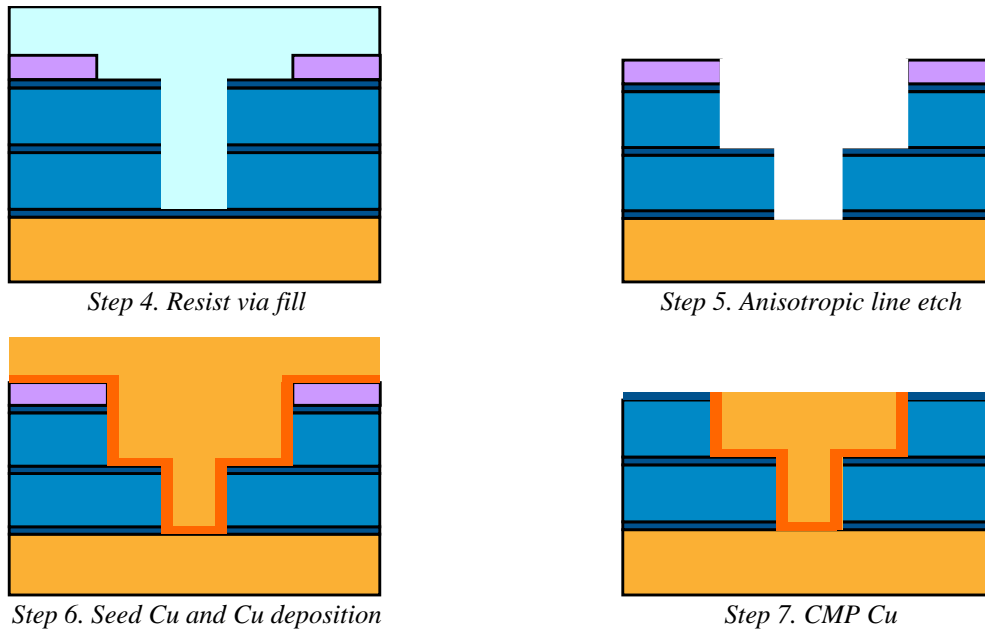 Step 4. Resist via fill
Step 5. Anisotropic line etch
Step 6. Seed Cu and Cu deposition
Step 7. CMP Cu